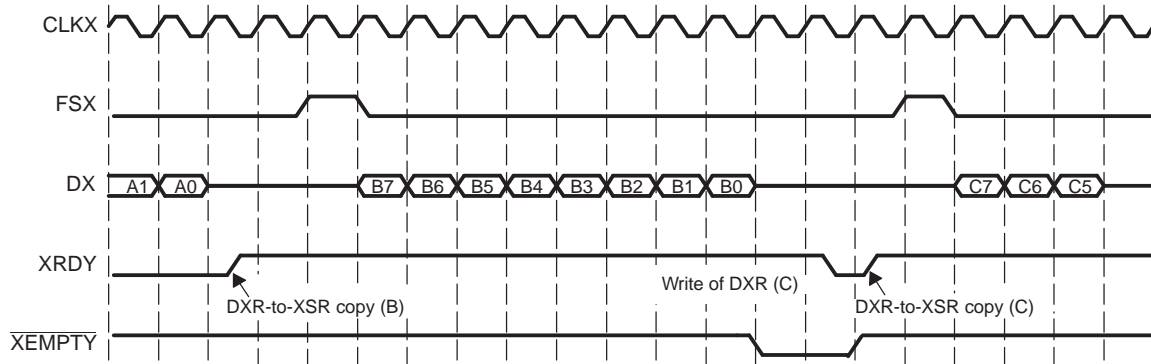 CLKX
FSX
DX
A1 A0 B7 B6 B5 B4 B3 B2 B1 B0 C7 C6 C5
XRDY
Write of DXR (C)
DXR-to-XSR copy (B)
DXR-to-XSR copy (C)
XEMPTY